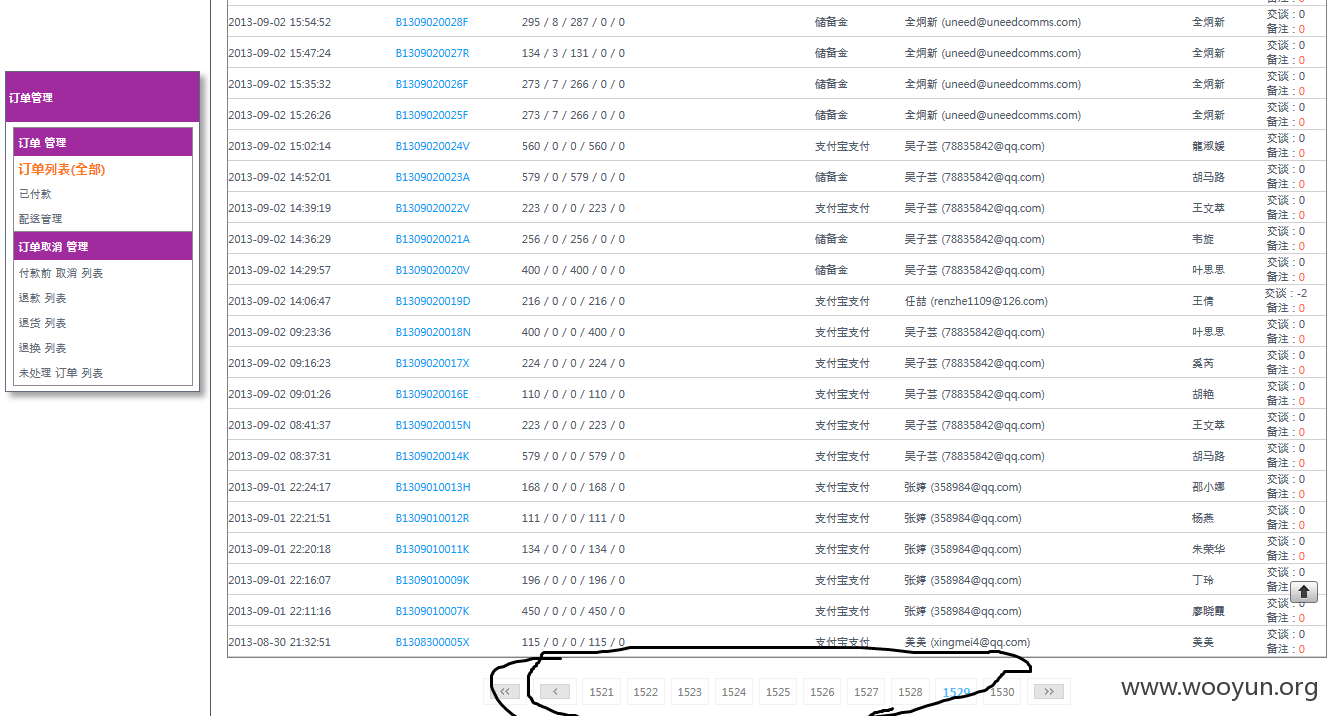 订单管理
订单 管理
订单列表(全部)
已付款
配送管理
订单取消 管理
付款前 取消 列表
退款 列表
退货 列表
退换 列表
未处理 订单 列表
2013-09-02 15:54:52 B1309020028F 295 / 8 / 287 / 0 / 0 储备金 全炯新 (uneed@uneedcomms.com) 全炯新 交谈 : 0
备注 : 0
2013-09-02 15:47:24 B1309020027R 134 / 3 / 131 / 0 / 0 储备金 全炯新 (uneed@uneedcomms.com) 全炯新 交谈 : 0
备注 : 0
2013-09-02 15:35:32 B1309020026F 273 / 7 / 266 / 0 / 0 储备金 全炯新 (uneed@uneedcomms.com) 全炯新 交谈 : 0
备注 : 0
2013-09-02 15:26:26 B1309020025F 273 / 7 / 266 / 0 / 0 储备金 全炯新 (uneed@uneedcomms.com) 全炯新 交谈 : 0
备注 : 0
2013-09-02 15:02:14 B1309020024V 560 / 0 / 0 / 560 / 0 支付宝支付 吴子芸 (78835842@qq.com) 龍淑媛 交谈 : 0
备注 : 0
2013-09-02 14:52:01 B1309020023A 579 / 0 / 579 / 0 / 0 储备金 吴子芸 (78835842@qq.com) 胡马路 交谈 : 0
备注 : 0
2013-09-02 14:39:19 B1309020022V 223 / 0 / 0 / 223 / 0 支付宝支付 吴子芸 (78835842@qq.com) 王文萃 交谈 : 0
备注 : 0
2013-09-02 14:36:29 B1309020021A 256 / 0 / 256 / 0 / 0 储备金 吴子芸 (78835842@qq.com) 韦旋 交谈 : 0
备注 : 0
2013-09-02 14:29:57 B1309020020V 400 / 0 / 400 / 0 / 0 储备金 吴子芸 (78835842@qq.com) 叶思思 交谈 : 0
备注 : 0
2013-09-02 14:06:47 B1309020019D 216 / 0 / 0 / 216 / 0 支付宝支付 任喆 (renzhe1109@126.com) 王倩 交谈 : -2
备注 : 0
2013-09-02 09:23:36 B1309020018N 400 / 0 / 0 / 400 / 0 支付宝支付 吴子芸 (78835842@qq.com) 叶思思 交谈 : 0
备注 : 0
2013-09-02 09:16:23 B1309020017X 224 / 0 / 0 / 224 / 0 支付宝支付 吴子芸 (78835842@qq.com) 奚芮 交谈 : 0
备注 : 0
2013-09-02 09:01:26 B1309020016E 110 / 0 / 0 / 110 / 0 支付宝支付 吴子芸 (78835842@qq.com) 胡艳 交谈 : 0
备注 : 0
2013-09-02 08:41:37 B1309020015N 223 / 0 / 0 / 223 / 0 支付宝支付 吴子芸 (78835842@qq.com) 王文萃 交谈 : 0
备注 : 0
2013-09-02 08:37:31 B1309020014K 579 / 0 / 0 / 579 / 0 支付宝支付 吴子芸 (78835842@qq.com) 胡马路 交谈 : 0
备注 : 0
2013-09-01 22:24:17 B1309010013H 168 / 0 / 0 / 168 / 0 支付宝支付 张婷 (358984@qq.com) 邵小娜 交谈 : 0
备注 : 0
2013-09-01 22:21:51 B1309010012R 111 / 0 / 0 / 111 / 0 支付宝支付 张婷 (358984@qq.com) 杨燕 交谈 : 0
备注 : 0
2013-09-01 22:20:18 B1309010011K 134 / 0 / 0 / 134 / 0 支付宝支付 张婷 (358984@qq.com) 朱荣华 交谈 : 0
备注 : 0
2013-09-01 22:16:07 B1309010009K 196 / 0 / 0 / 196 / 0 支付宝支付 张婷 (358984@qq.com) 丁玲 交谈 : 0
备注
2013-09-01 22:11:16 B1309010007K 450 / 0 / 0 / 450 / 0 支付宝支付 张婷 (358984@qq.com) 廖晓霞 交谈 : 0
备注 : 0
2013-08-30 21:32:51 B1308300005X 115 / 0 / 0 / 115 / 0 支付宝支付 美美 (xingmei4@qq.com) 美美 交谈 : 0
备注 : 0
<< < 1521 1522 1523 1524 1525 1526 1527 1528 1529 1530 >>
www.wooyun.org